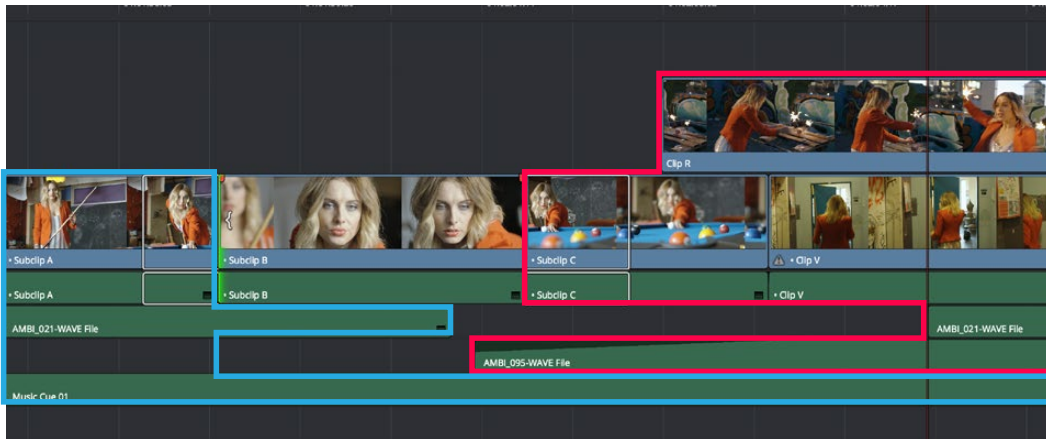 Clip R
• Subclip A
• Subclip B
• Subclip C
• Clip V
• Subclip A
• Subclip B
• Subclip C
• Clip V
AMBI_021-WAVE File
AMBI_021-WAVE File
AMBI_095-WAVE File
Music Cue 01